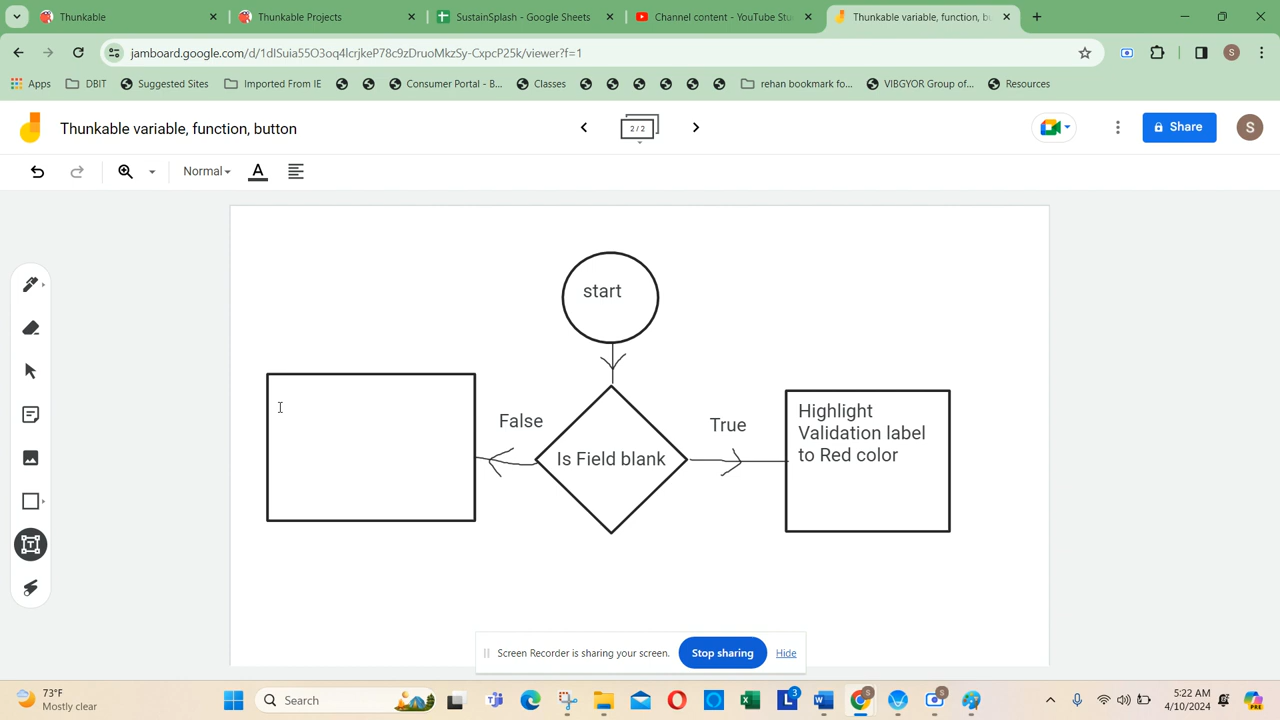 Thunkable
Thunkable Projects
SustainSplash - Google Sheets
Channel content - YouTube Stu
Thunkable variable, function, bu
jamboard.google.com/d/1dISuia55O3oq4lcrjkeP78c9zDruoMkzSy-CxpcP25k/viewer?f=1
S
Apps
DBIT
Suggested Sites
Imported From IE
Consumer Portal - B...
Classes
rehan bookmark fo...
VIBGYOR Group of...
Resources
Thunkable variable, function, button
2 / 2
Share
S
Normal
A
start
False
Is Field blank
True
Highlight
Validation label
to Red color
Screen Recorder is sharing your screen.
Stop sharing
Hide
73°F
Mostly clear
Search
3
5:22 AM
4/10/2024